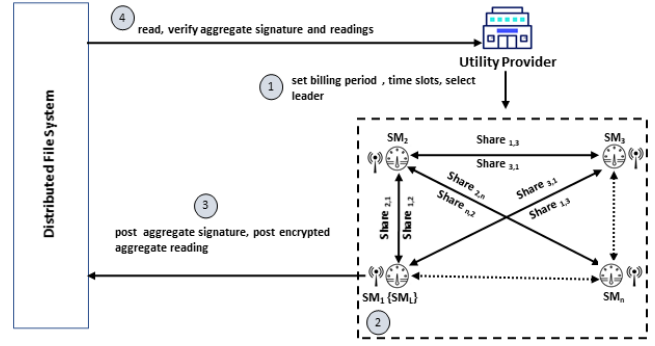 4
read, verify aggregate signature and readings
Utility Provider
1
set billing period , time slots, select
leader
Distributed File System
SM2
Share 1,3
SM3
Share 3,1
Share 2,n
Share n,2
Share 3,1
Share 1,3
Share 2,1
Share 1,2
3
post aggregate signature, post encrypted
aggregate reading
SM1 {SML}
SMn
2